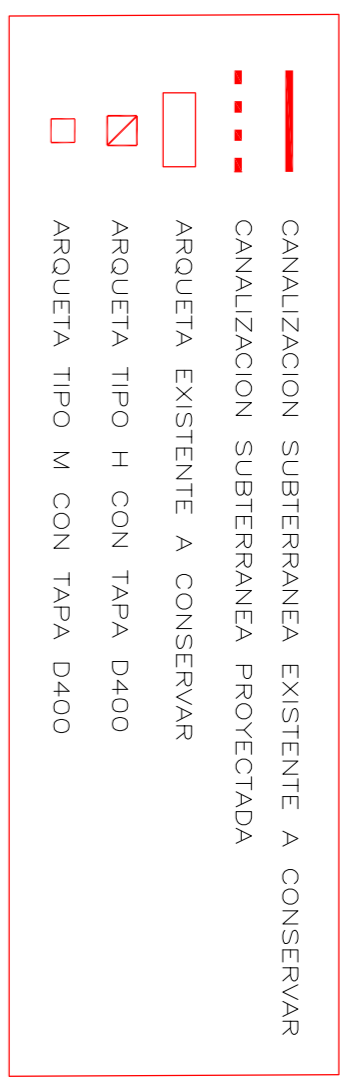 CANALIZACION SUBTERRANEA EXISTENTE A CONSERVAR
CANALIZACION SUBTERRANEA PROYECTADA
ARQUETA EXISTENTE A CONSERVAR
ARQUETA TIPO H CON TAPA D400
ARQUETA TIPO M CON TAPA D400